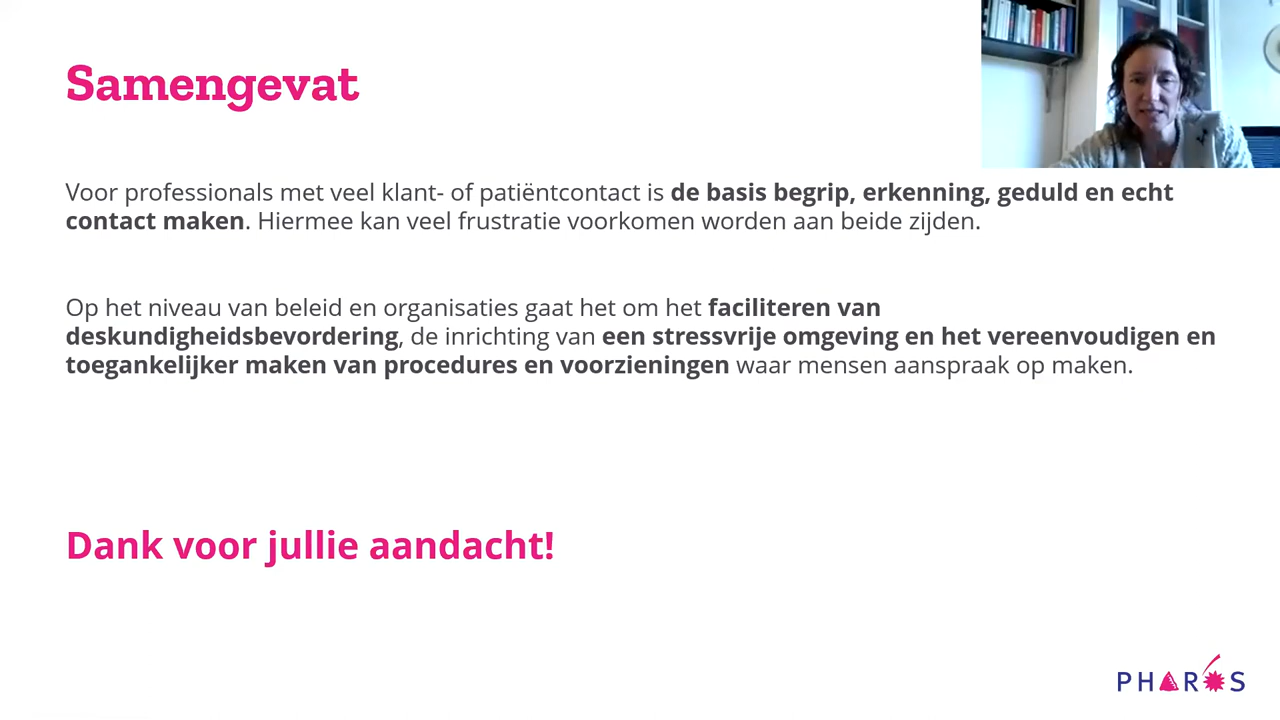 Samengevat
Voor professionals met veel klant- of patiëntcontact is de basis begrip, erkenning, geduld en echt
contact maken. Hiermee kan veel frustratie voorkomen worden aan beide zijden.
Op het niveau van beleid en organisaties gaat het om het faciliteren van
deskundigheidsbevordering, de inrichting van een stressvrije omgeving en het vereenvoudigen en
toegankelijker maken van procedures en voorzieningen waar mensen aanspraak op maken.
Dank voor jullie aandacht!
PHAROS